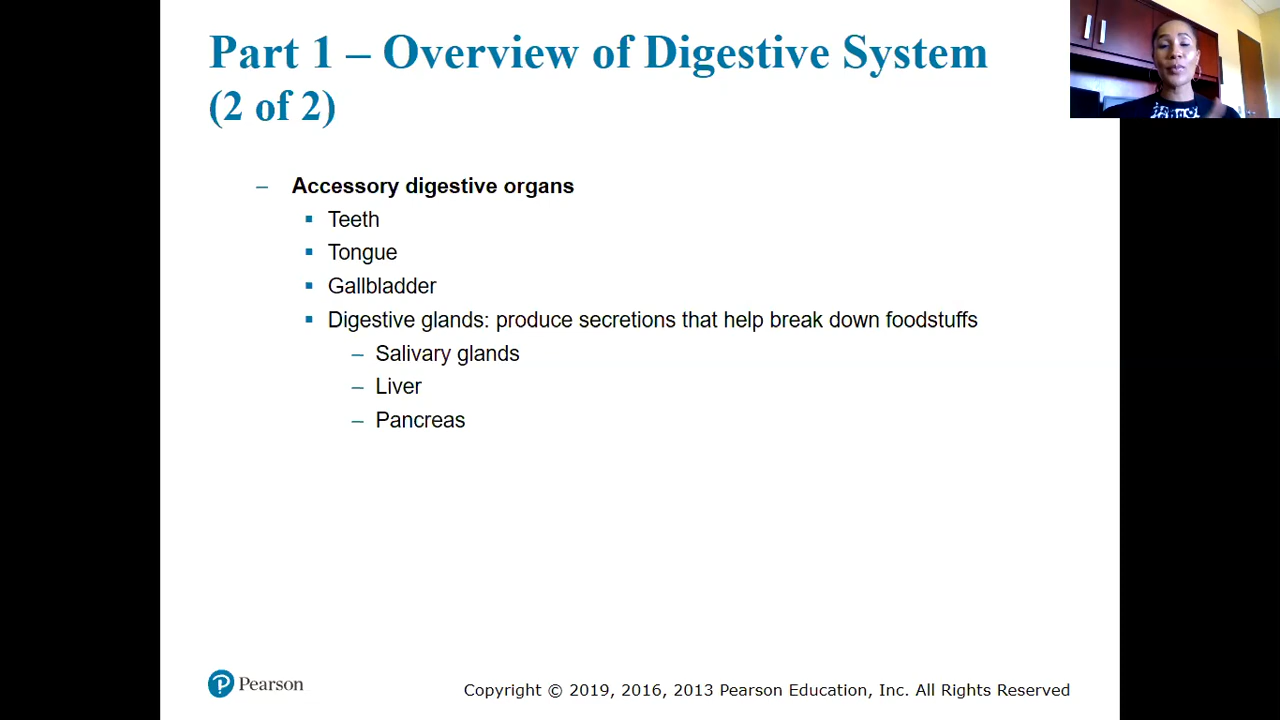 Part 1 – Overview of Digestive System
(2 of 2)
– Accessory digestive organs
▪ Teeth
▪ Tongue
▪ Gallbladder
▪ Digestive glands: produce secretions that help break down foodstuffs
– Salivary glands
– Liver
– Pancreas
P Pearson
Copyright © 2019, 2016, 2013 Pearson Education, Inc. All Rights Reserved